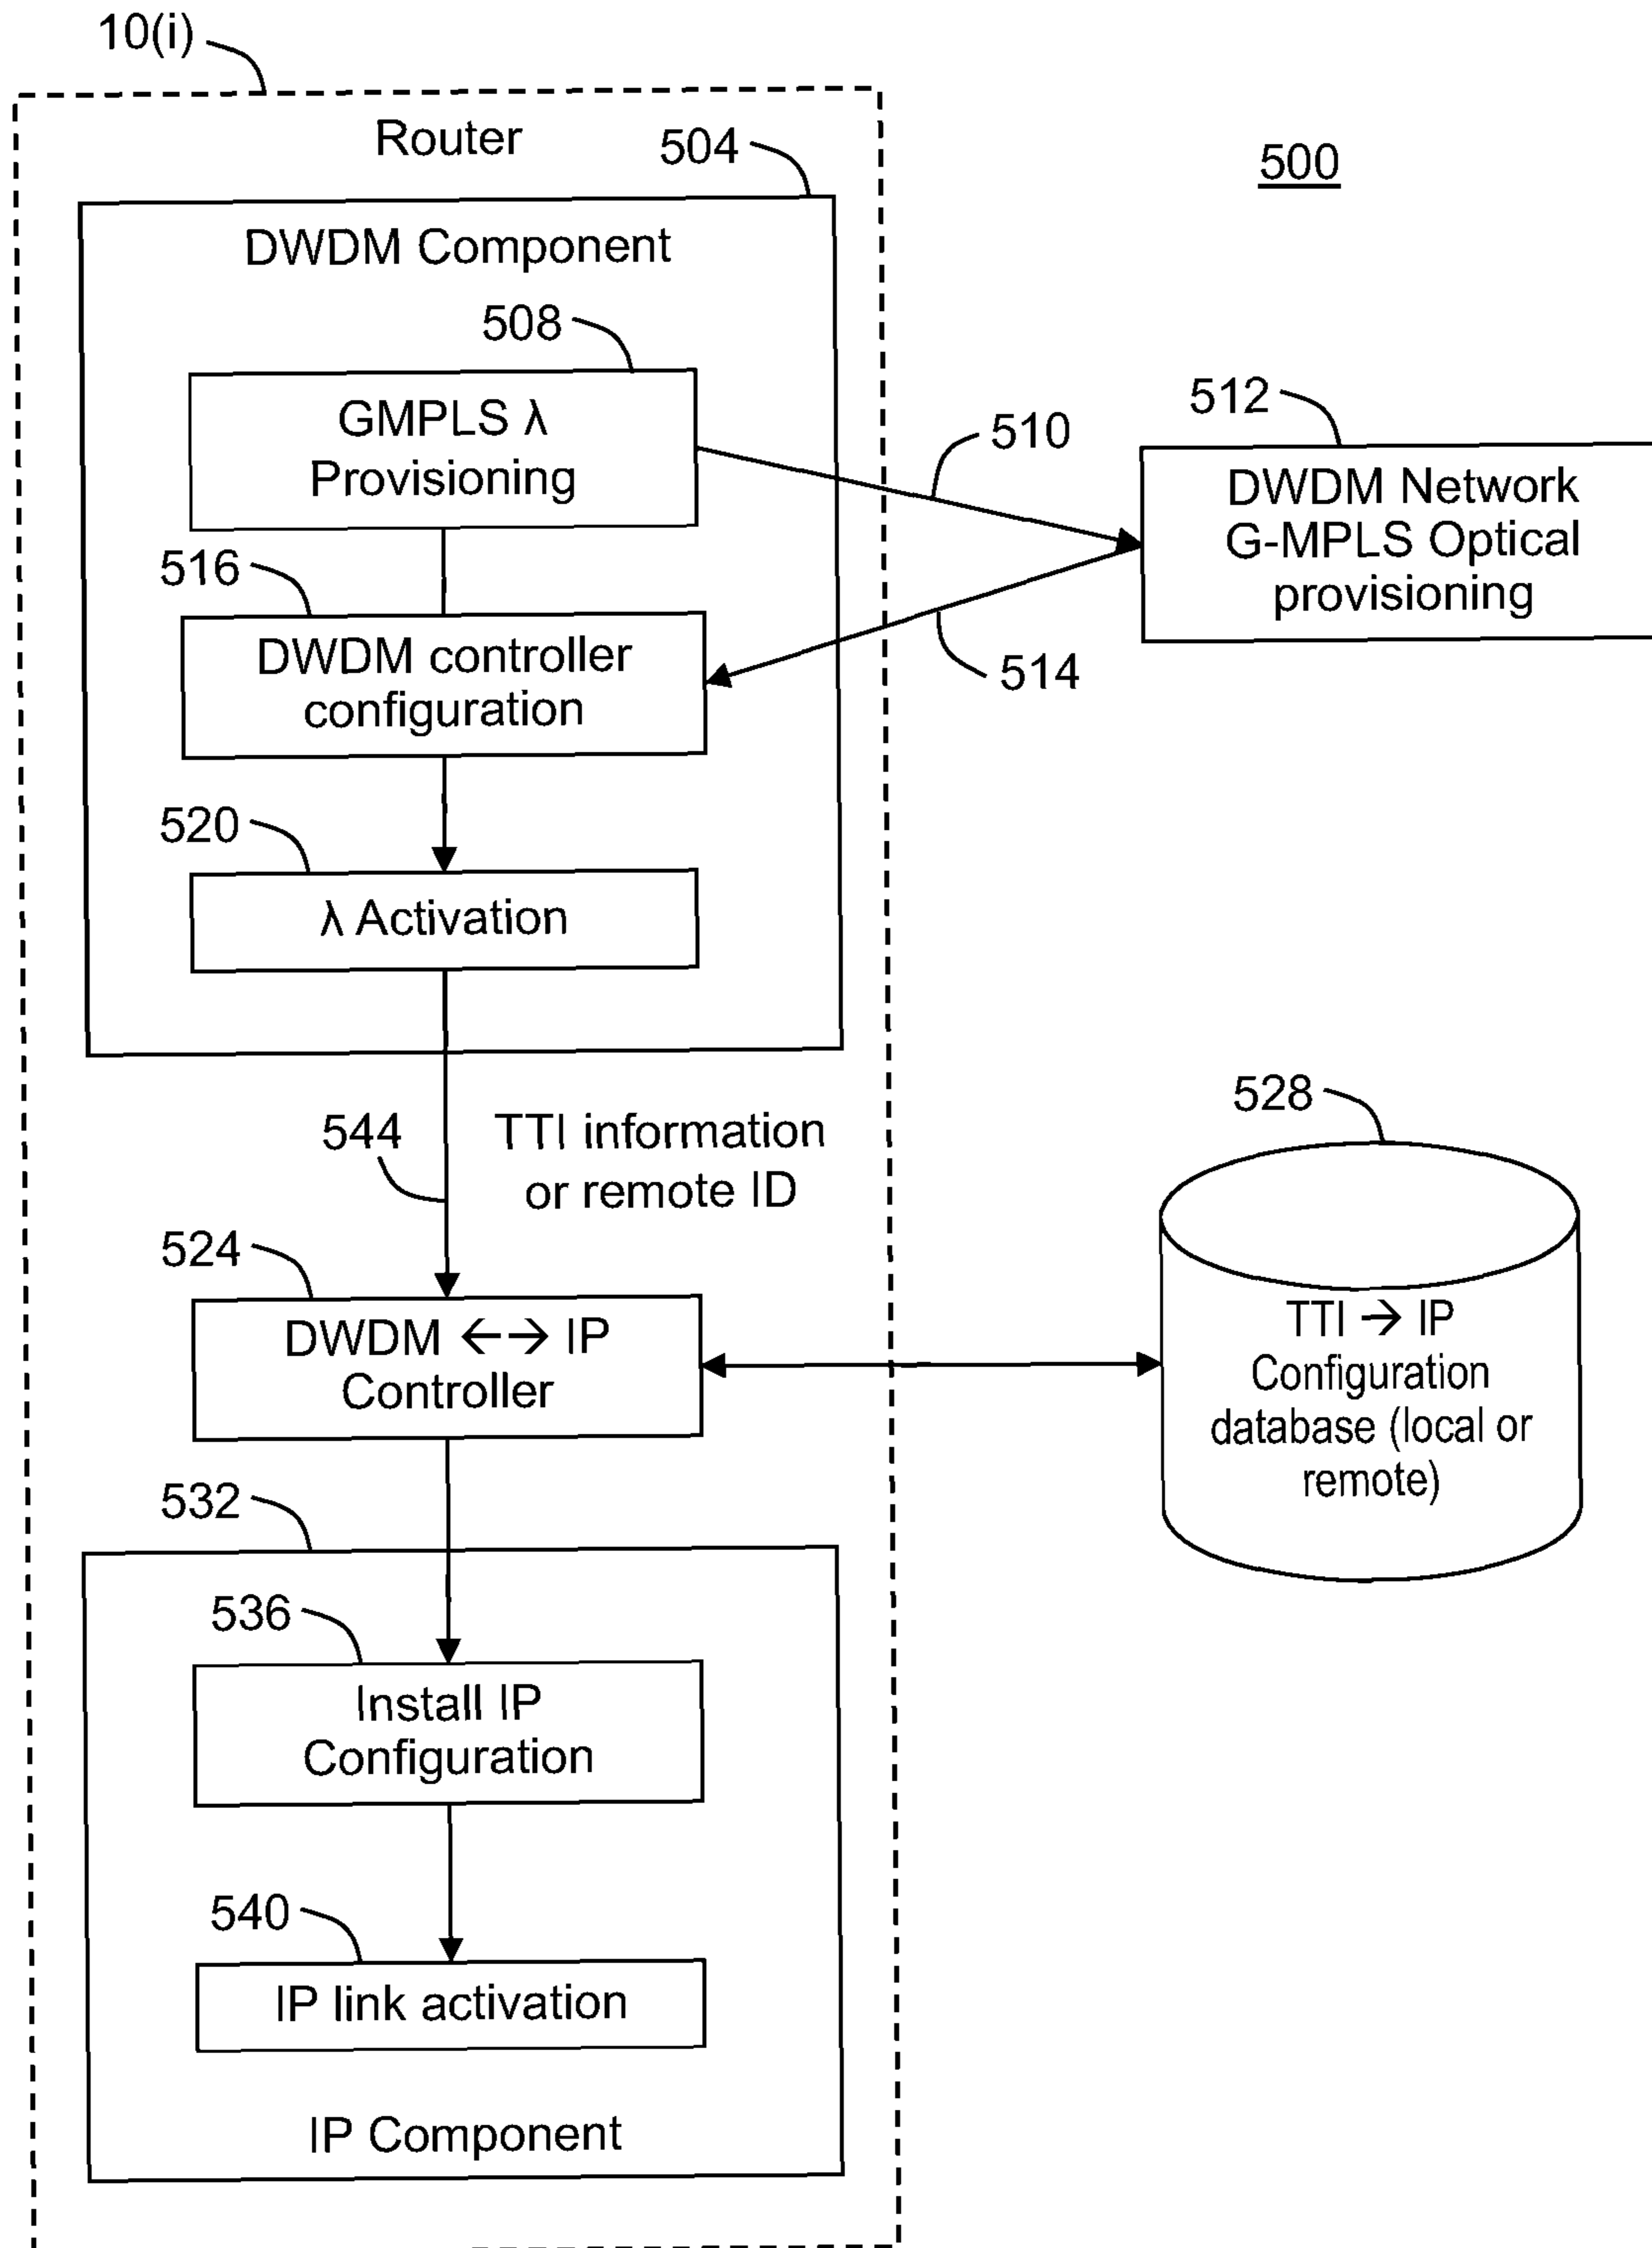 10(i)
Router
504
500
DWDM Component
508
GMPLS λ
Provisioning
510
512
DWDM Network
G-MPLS Optical
provisioning
516
DWDM controller
configuration
514
520
λ Activation
544
TTI information
or remote ID
528
524
DWDM ←→ IP
Controller
TTI → IP
Configuration
database (local or
remote)
532
536
Install IP
Configuration
540
IP link activation
IP Component